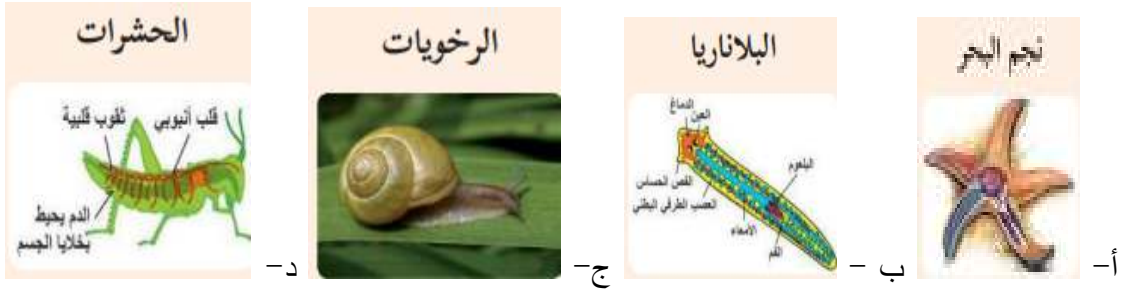 أ-
نجم البحر
ب -
البلاناريا
الدماغ
العين
البلعوم
الفص الحساس
العصب الطرفي البطني
الأمعاء
الفم
ج-
الرخويات
د-
الحشرات
قلب أنبوبي
ثقوب قلبية
الدم يحيط
بخلايا الجسم